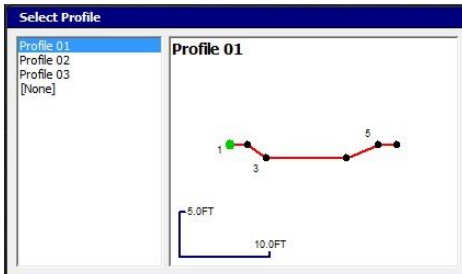 Select Profile
Profile 01
Profile 02
Profile 03
[None]
Profile 01
5
1
3
5.0FT
10.0FT